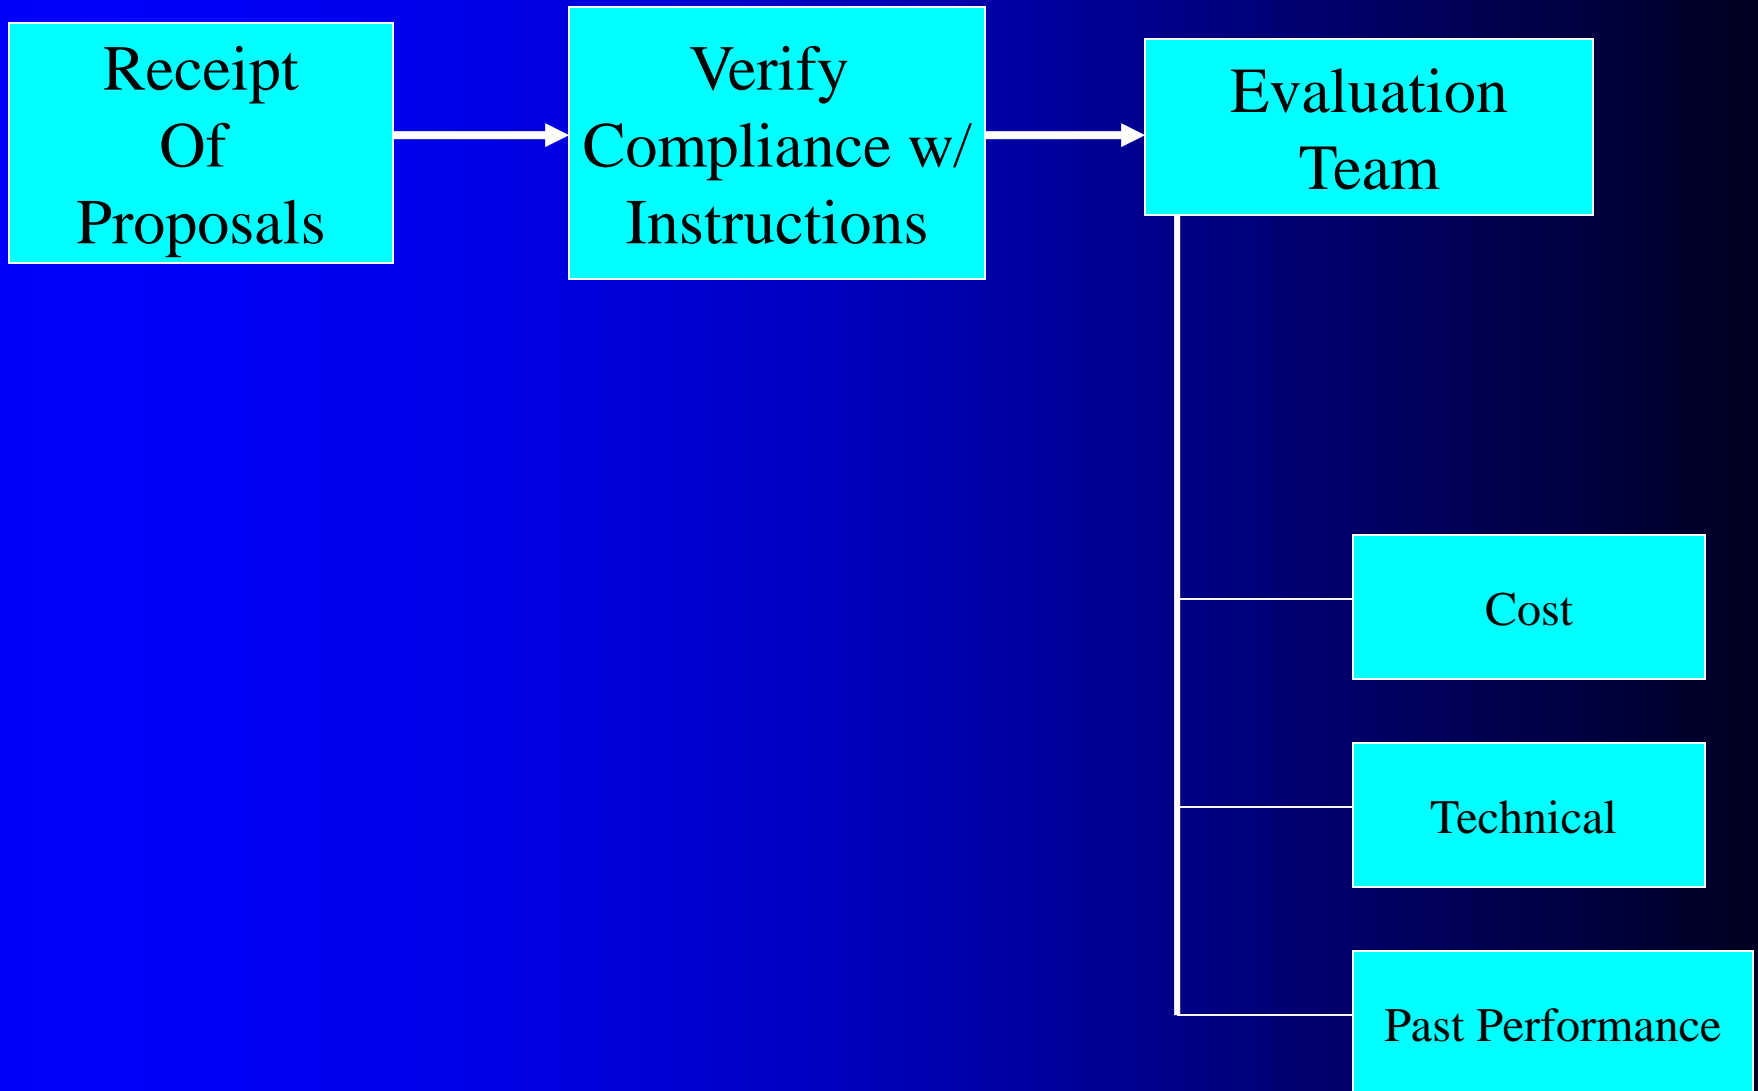 Receipt
Of
Proposals
Verify
Compliance w/
Instructions
Evaluation
Team
Cost
Technical
Past Performance